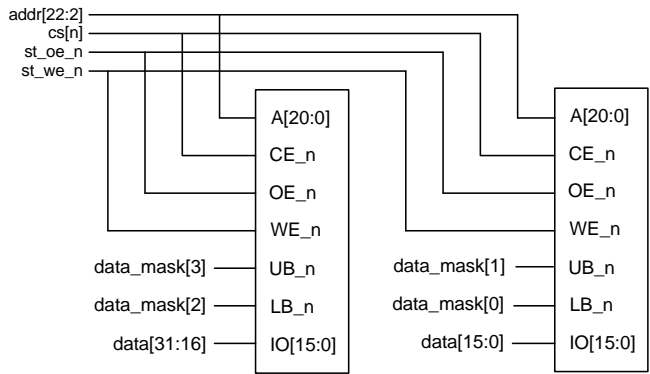 addr[22:2]
cs[n]
st_oe_n
st_we_n
A[20:0]
CE_n
OE_n
WE_n
data_mask[3] UB_n
data_mask[2] LB_n
data[31:16] IO[15:0]
A[20:0]
CE_n
OE_n
WE_n
data_mask[1] UB_n
data_mask[0] LB_n
data[15:0] IO[15:0]